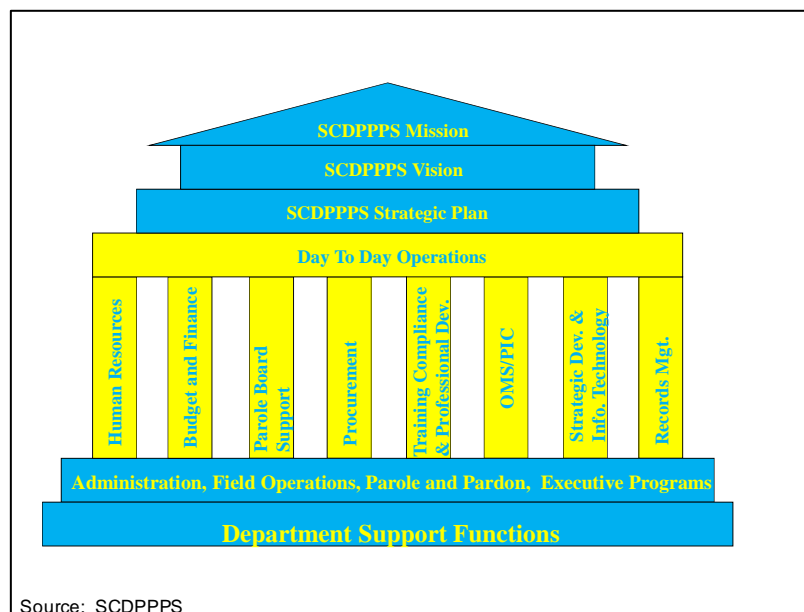 SCDPPPS Mission
SCDPPPS Vision
SCDPPPS Strategic Plan
Day To Day Operations
Human Resources
Budget and Finance
Parole Board
Support
Procurement
Training Compliance
& Professional Dev.
OMS/PIC
Strategic Dev. &
Info. Technology
Records Mgt.
Administration, Field Operations, Parole and Pardon, Executive Programs
Department Support Functions
Source: SCDPPPS